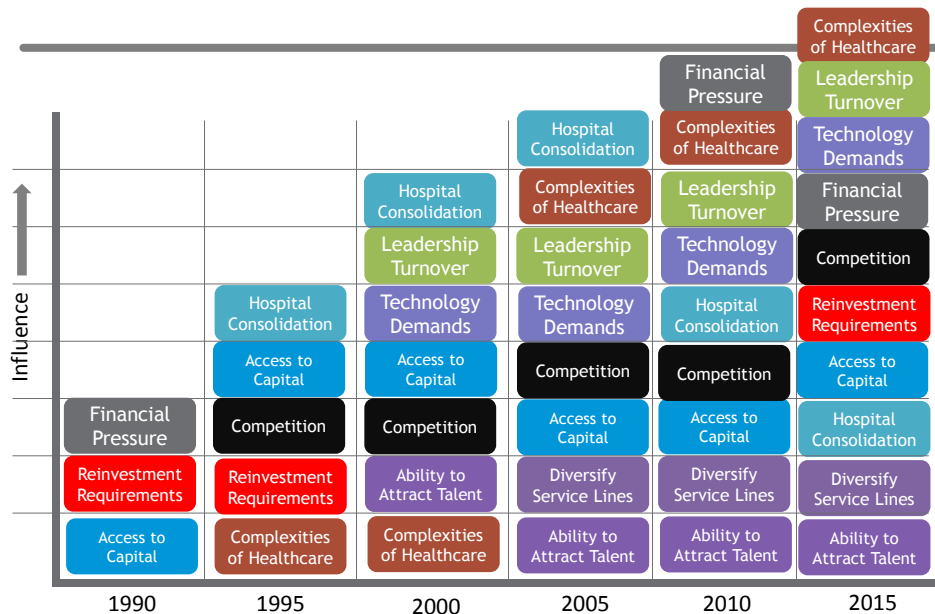 Complexities
of Healthcare
Financial
Pressure
Leadership
Turnover
Hospital
Consolidation
Complexities
of Healthcare
Technology
Demands
Hospital
Consolidation
Complexities
of Healthcare
Leadership
Turnover
Financial
Pressure
Leadership
Turnover
Leadership
Turnover
Technology
Demands
Competition
Hospital
Consolidation
Technology
Demands
Technology
Demands
Hospital
Consolidation
Reinvestment
Requirements
Access to
Capital
Access to
Capital
Competition
Competition
Access to
Capital
Financial
Pressure
Competition
Competition
Access to
Capital
Access to
Capital
Hospital
Consolidation
Reinvestment
Requirements
Reinvestment
Requirements
Ability to
Attract Talent
Diversify
Service Lines
Diversify
Service Lines
Diversify
Service Lines
Access to
Capital
Complexities
of Healthcare
Complexities
of Healthcare
Ability to
Attract Talent
Ability to
Attract Talent
Ability to
Attract Talent
Influence
1990
1995
2000
2005
2010
2015